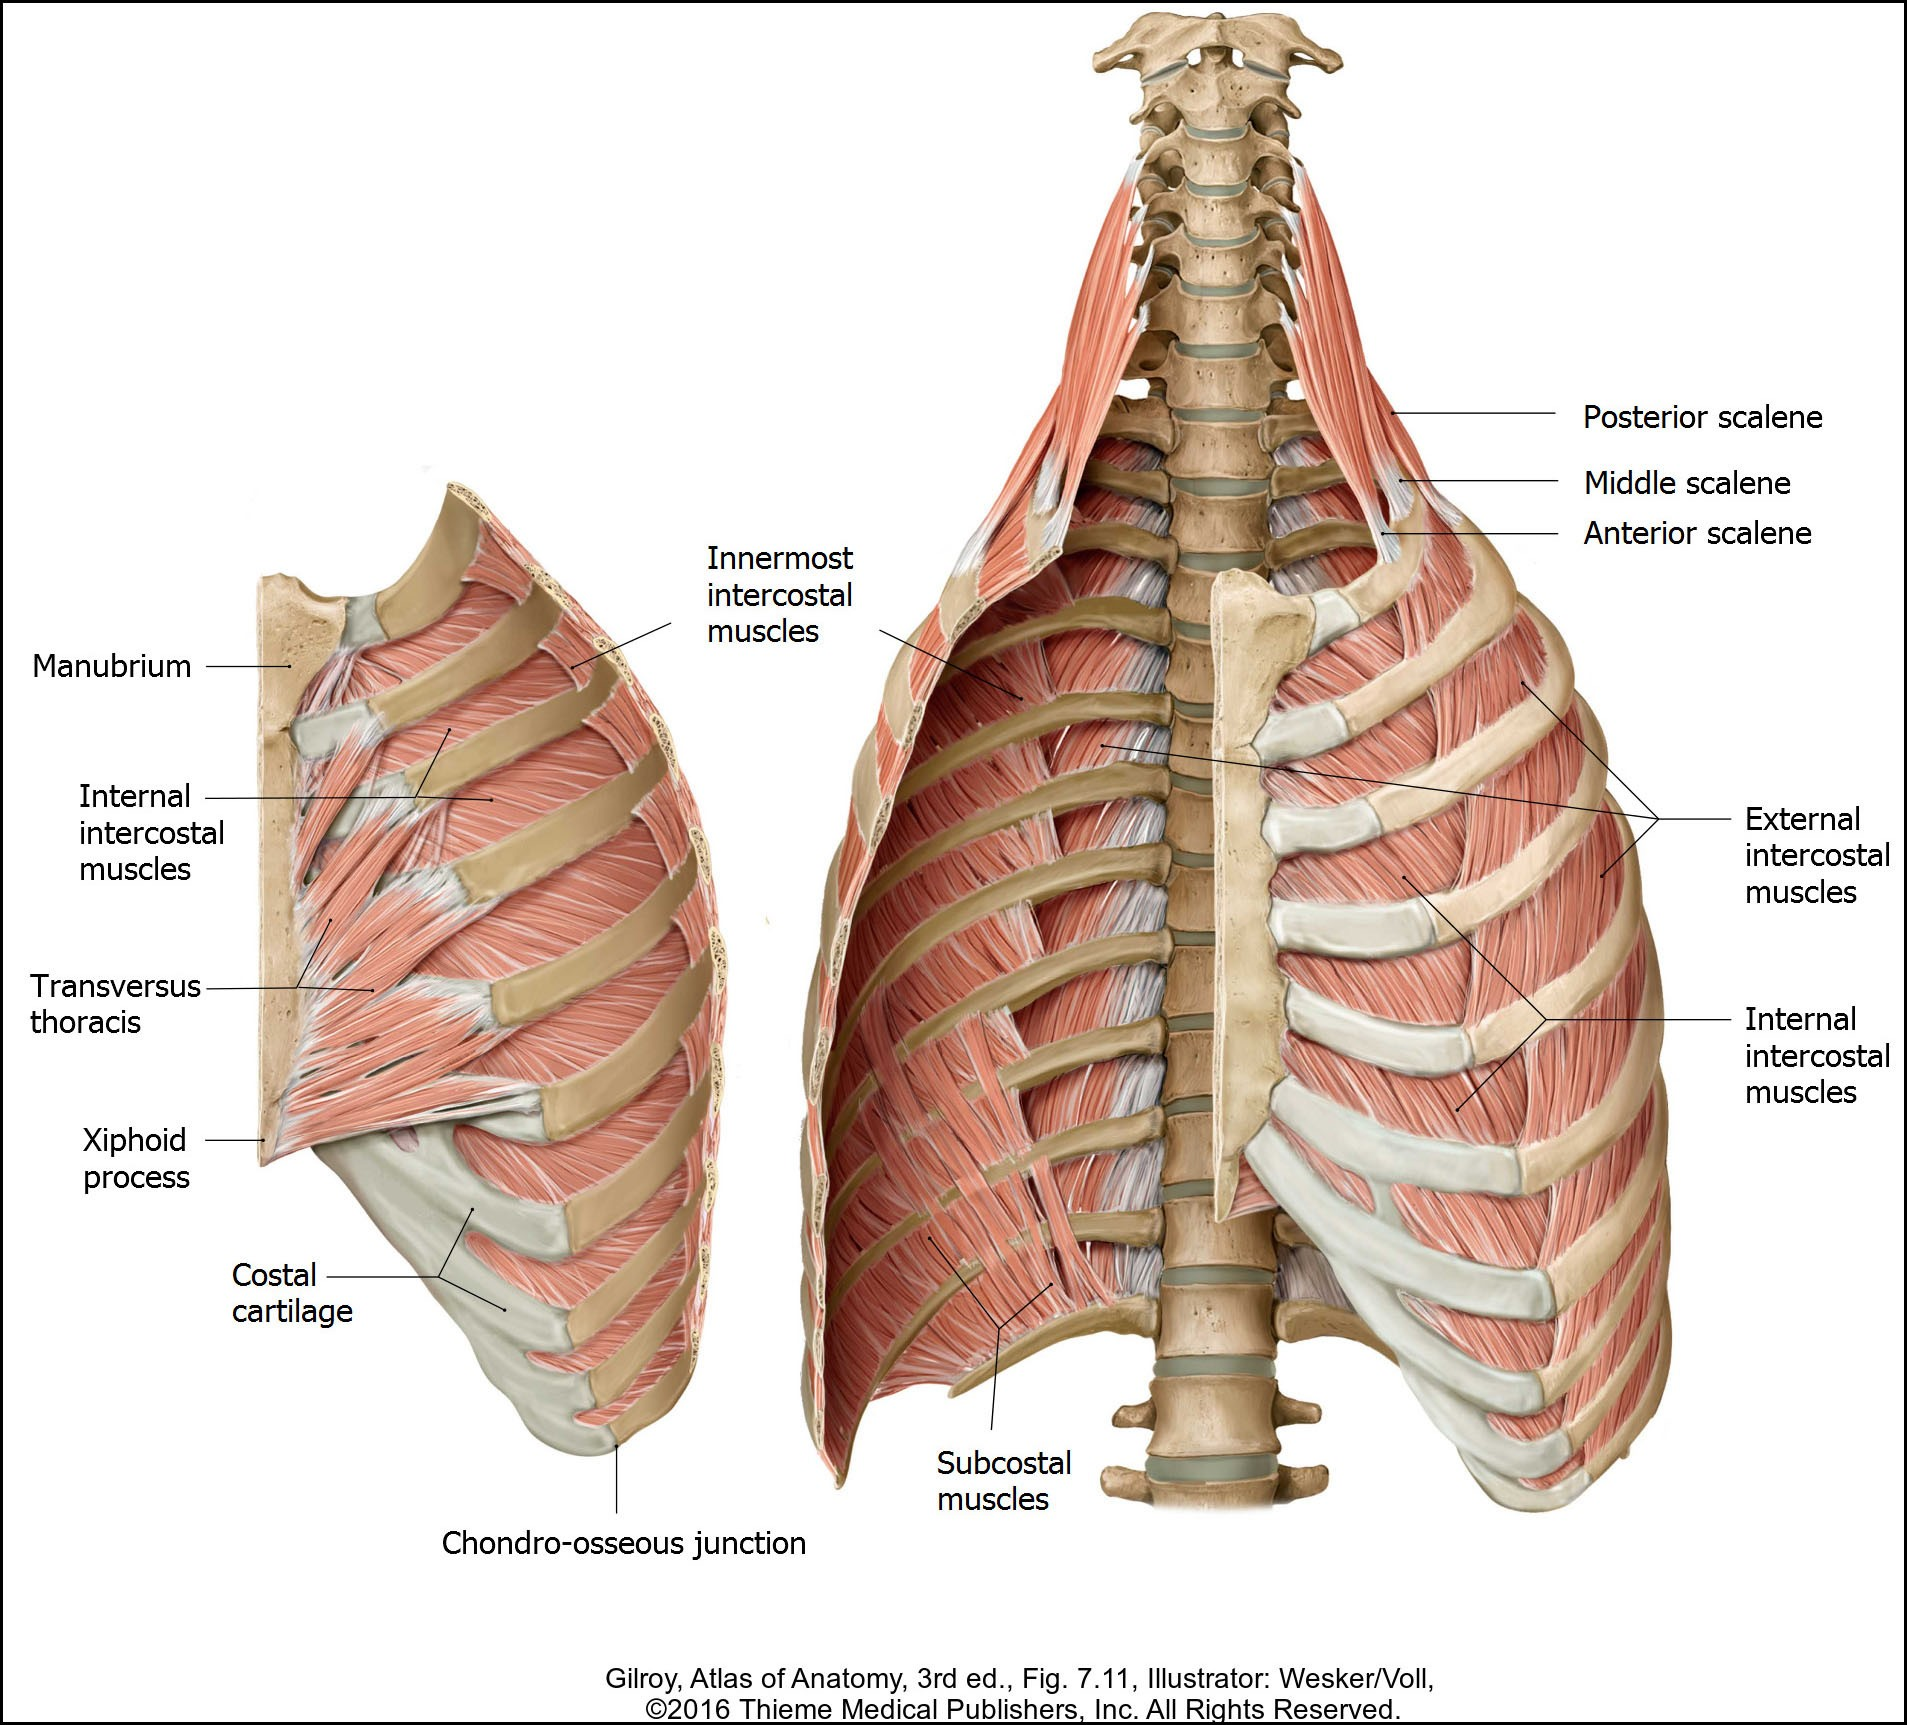 Posterior scalene
Middle scalene
Anterior scalene
Innermost
intercostal
muscles
Manubrium
Internal
intercostal
muscles
External
intercostal
muscles
Transversus
thoracis
Internal
intercostal
muscles
Xiphoid
process
Costal
cartilage
Subcostal
muscles
Chondro-osseous junction
Gilroy, Atlas of Anatomy, 3rd ed., Fig. 7.11, Illustrator: Wesker/Voll,
©2016 Thieme Medical Publishers, Inc. All Rights Reserved.